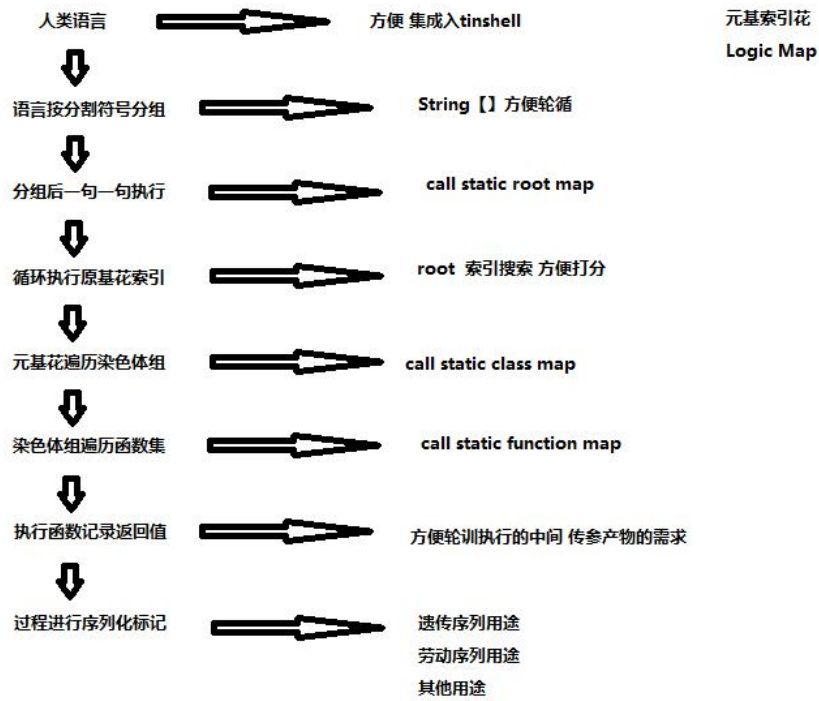 人类语言
方便 集成入tinshell
元基索引花
Logic Map
语言按分割符号分组
String【】方便轮循
分组后一句一句执行
call static root map
循环执行原基花索引
root 索引搜索 方便打分
元基花遍历染色体组
call static class map
染色体组遍历函数集
call static function map
执行函数记录返回值
方便轮训执行的中间 传参产物的需求
过程进行序列化标记
遗传序列用途
劳动序列用途
其他用途